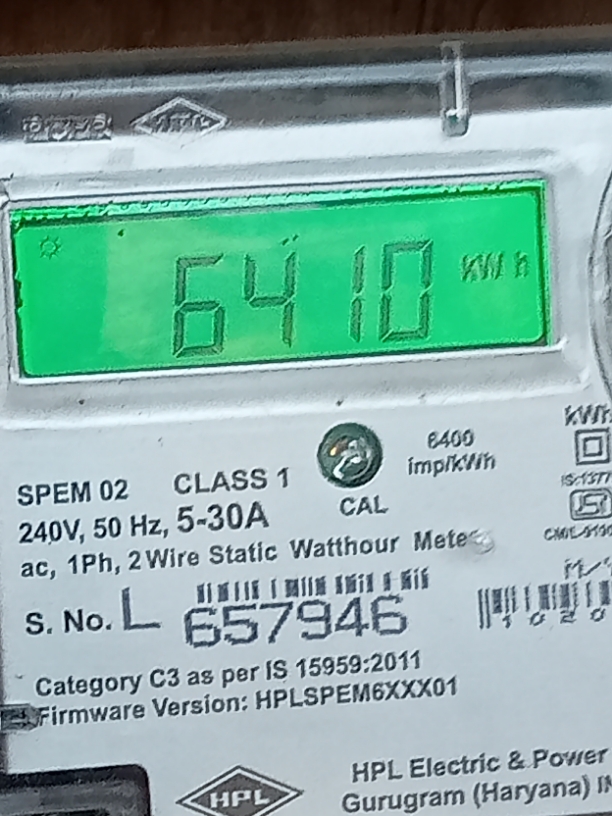 6410 kWh
6400
imp/kWh
CAL
kWh
SPEM 02 CLASS 1
240V, 50 Hz, 5-30A
ac, 1Ph, 2 Wire Static Watthour Meter
S. No. L 657946
Category C3 as per IS 15959:2011
Firmware Version: HPLSPEM6XXX01
HPL
HPL Electric & Power
Gurugram (Haryana)